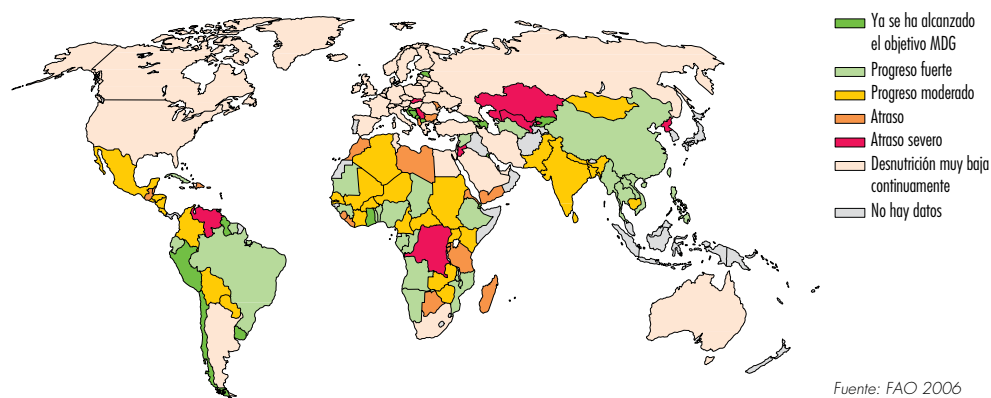 Ya se ha alcanzado
el objetivo MDG
Progreso fuerte
Progreso moderado
Atraso
Atraso severo
Desnutrición muy baja
continuamente
No hay datos
Fuente: FAO 2006